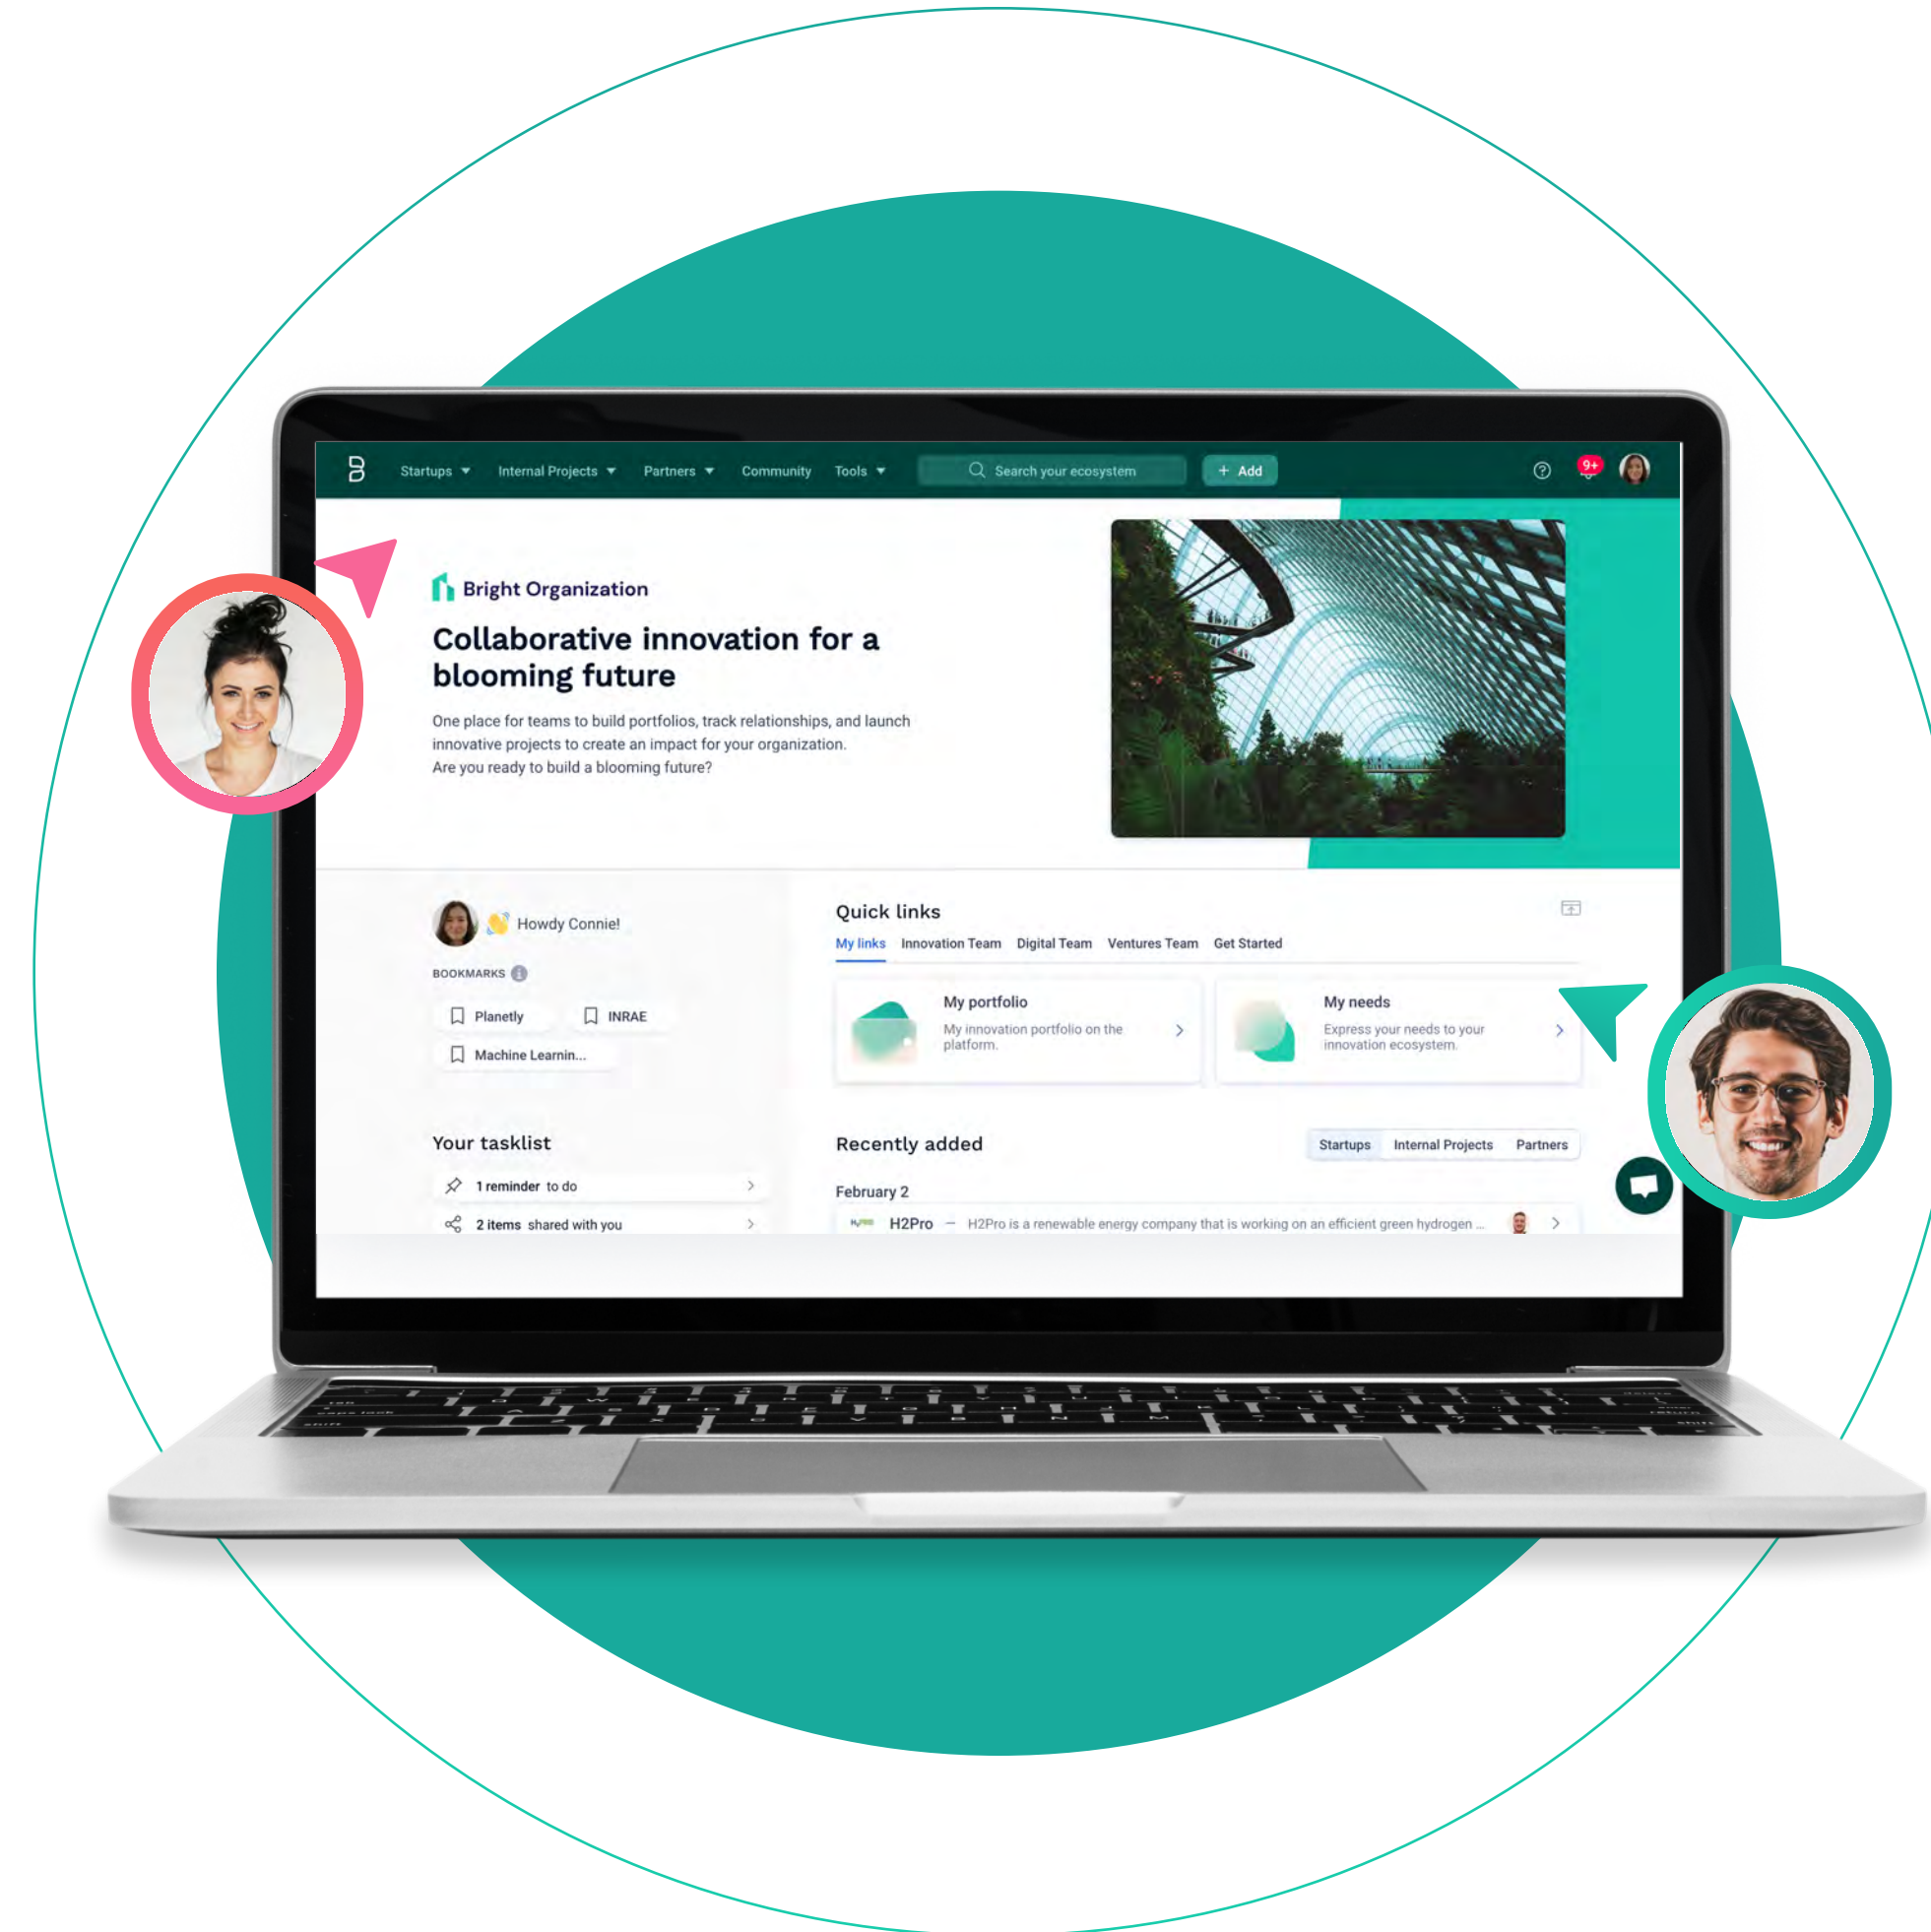 B Startups Internal Projects Partners Community Tools Search your ecosystem + Add ? 9+
Bright Organization
Collaborative innovation for a
blooming future
One place for teams to build portfolios, track relationships, and launch
innovative projects to create an impact for your organization.
Are you ready to build a blooming future?
Howdy Connie!
BOOKMARKS i
Planetly INRAE
Machine Learnin...
Your tasklist
1 reminder to do
2 items shared with you
Quick links
My links Innovation Team Digital Team Ventures Team Get Started
My portfolio
My innovation portfolio on the
platform.
My needs
Express your needs to your
innovation ecosystem.
Recently added
Startups Internal Projects Partners
February 2
H2Pro — H2Pro is a renewable energy company that is working on an efficient green hydrogen ...